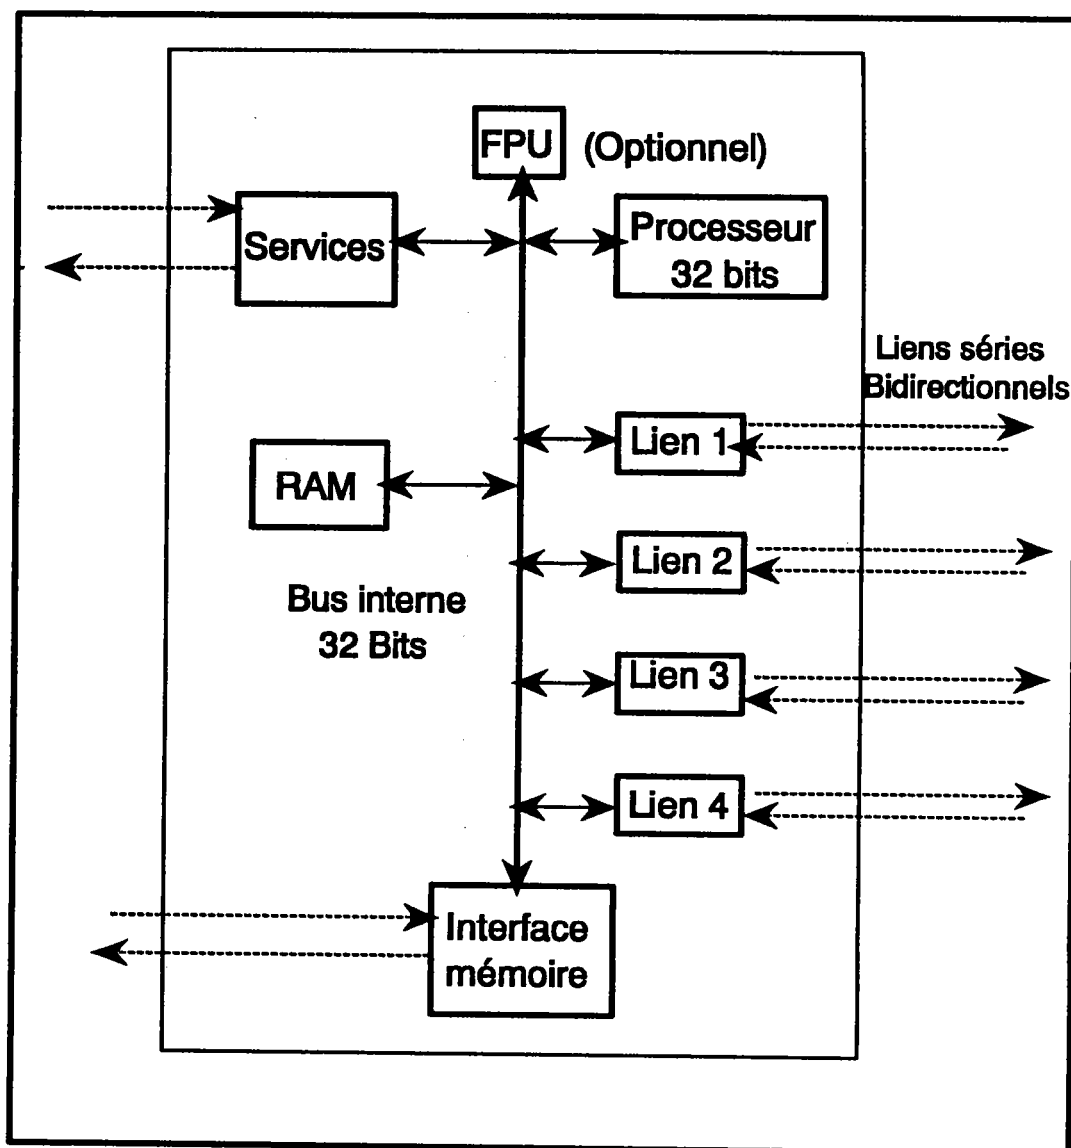 FPU (Optionnel)
Services
Processeur
32 bits
Liens séries
Bidirectionnels
Lien 1
RAM
Lien 2
Bus interne
32 Bits
Lien 3
Lien 4
Interface
mémoire